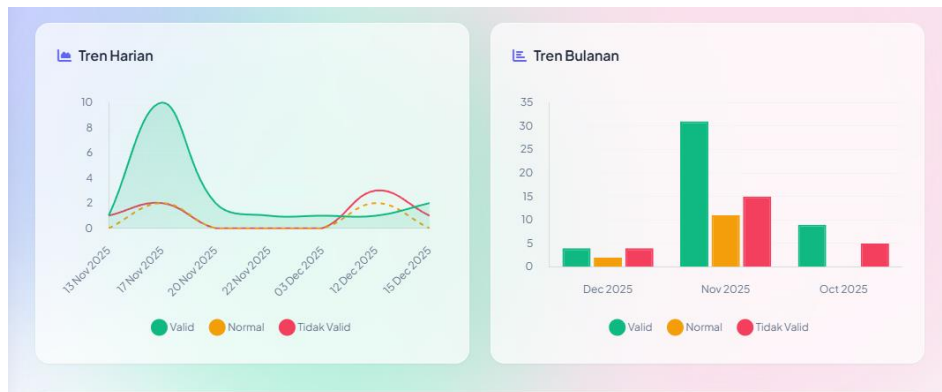 Tren Harian
10
8
6
4
2
0
13 Nov 2025
17 Nov 2025
20 Nov 2025
22 Nov 2025
03 Dec 2025
12 Dec 2025
15 Dec 2025
Valid Normal Tidak Valid
Tren Bulanan
35
30
25
20
15
10
5
0
Dec 2025 Nov 2025 Oct 2025
Valid Normal Tidak Valid